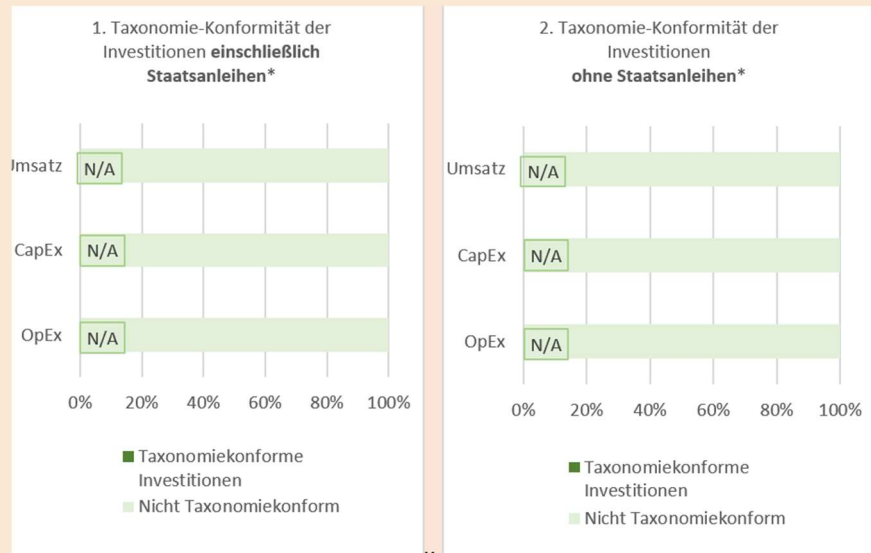 1. Taxonomie-Konformität der
Investitionen einschließlich
Staatsanleihen*
Umsatz
N/A
CapEx
N/A
OpEx
N/A
0% 20% 40% 60% 80% 100%
Taxonomiekonforme
Investitionen
Nicht Taxonomiekonform
2. Taxonomie-Konformität der
Investitionen
ohne Staatsanleihen*
Umsatz
N/A
CapEx
N/A
OpEx
N/A
0% 20% 40% 60% 80% 100%
Taxonomiekonforme
Investitionen
Nicht Taxonomiekonform